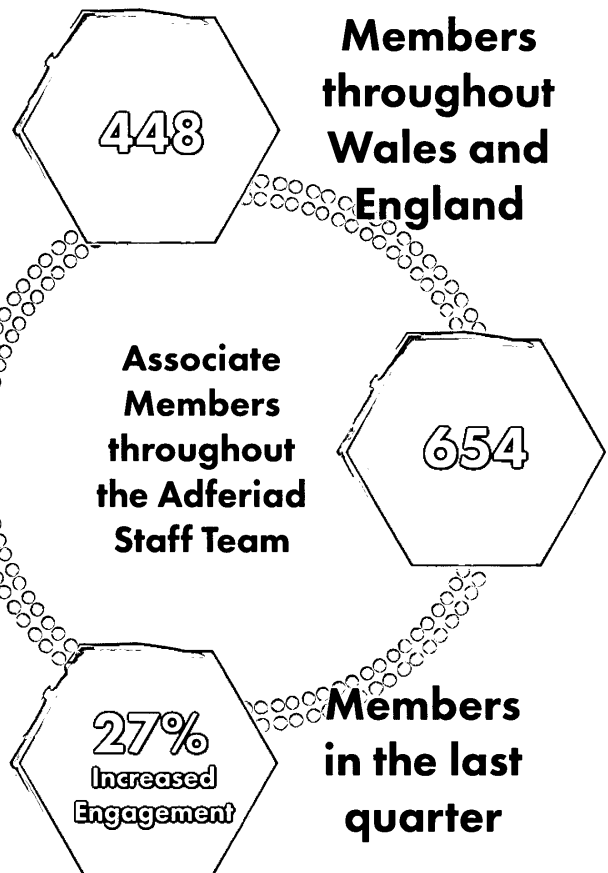 448
Members
throughout
Wales and
England
Associate
Members
throughout
the Adferiad
Staff Team
654
27%
Increased
Engagement
Members
in the last
quarter